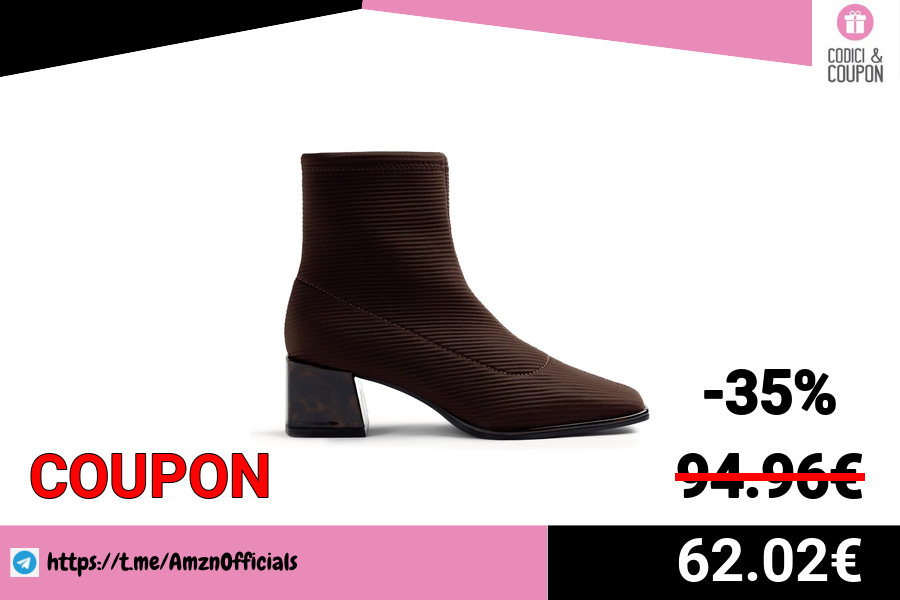 CODICI &
COUPON
-35%
94.96€
COUPON
https://t.me/AmznOfficials
62.02€